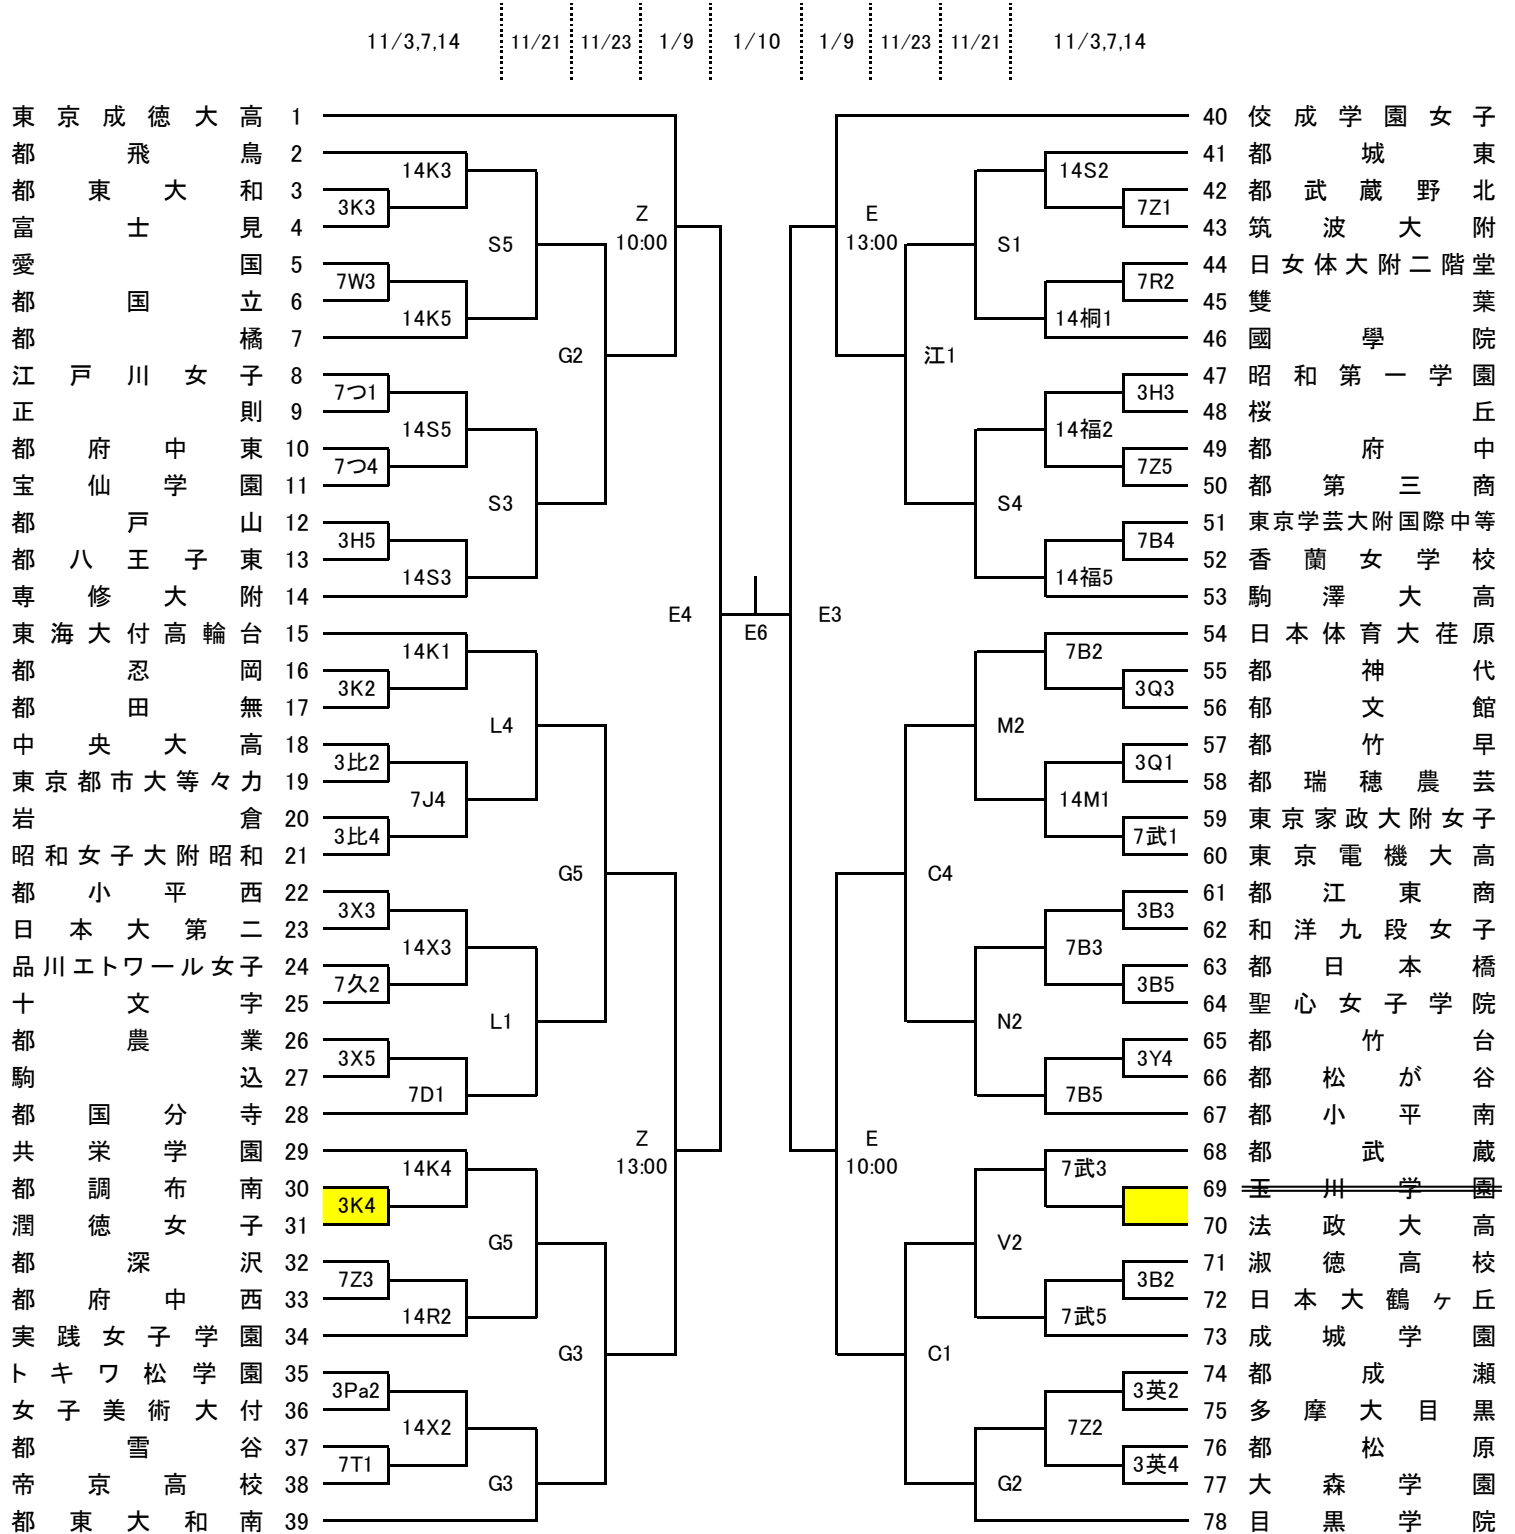 11/3,7,14 11/21 11/23 1/9 1/10 1/9 11/23 11/21 11/3,7,14
東京成徳大高 1
都飛鳥 2
都東大和 3
富士見 4
愛国 5
都国立 6
都橘 7
江戸川女子 8
正則 9
都府中東 10
宝仙学園 11
都戸山 12
都八王子東 13
専修大附 14
東海大付高輪台 15
都忍岡 16
都田無 17
中央大高 18
東京都市大等々力 19
岩倉 20
昭和女子大附昭和 21
都小平西 22
日本大第二 23
品川エトワール女子 24
十文字 25
都農業 26
駒込 27
都国分寺 28
共栄学園 29
都調布南 30
潤徳女子 31
都深沢 32
都府中西 33
実践女子学園 34
トキワ松学園 35
女子美術大付 36
都雪谷 37
帝京高校 38
都東大和南 39
3K3
7W3
7つ1
7つ4
3H5
3K2
3比2
3比4
3X3
7久2
3X5
3K4
7Z3
3Pa2
7T1
14K3
14K5
14S5
14S3
14K1
7J4
14X3
7D1
14K4
14R2
14X2
S5
S3
L4
L1
G5
G3
G2
G5
G3
Z
10:00
Z
13:00
E4
E6
E3
E
13:00
E
10:00
江1
C4
C1
S1
S4
M2
N2
V2
G2
14S2
14桐1
14福2
14福5
7B2
14M1
7B3
7B5
7武3
7武5
7Z2
7Z1
7R2
3H3
7Z5
7B4
3Q3
3Q1
7武1
3B3
3B5
3Y4
3B2
3英2
3英4
40 佼成学園女子
41 都城東
42 都武蔵野北
43 筑波大附
44 日女体大附二階堂
45 雙葉
46 國學院
47 昭和第一学園
48 桜丘
49 都府中
50 都第三商
51 東京学芸大附国際中等
52 香蘭女学校
53 駒澤大高
54 日本体育大荏原
55 都神代
56 郁文館
57 都竹早
58 都瑞穂農芸
59 東京家政大附女子
60 東京電機大高
61 都江東商
62 和洋九段女子
63 都日本橋
64 聖心女子学院
65 都竹台
66 都松が谷
67 都小平南
68 都武蔵
69 玉川学園
70 法政大高
71 淑徳高校
72 日本大鶴ヶ丘
73 成城学園
74 都成瀬
75 多摩大目黒
76 都松原
77 大森学園
78 目黒学院